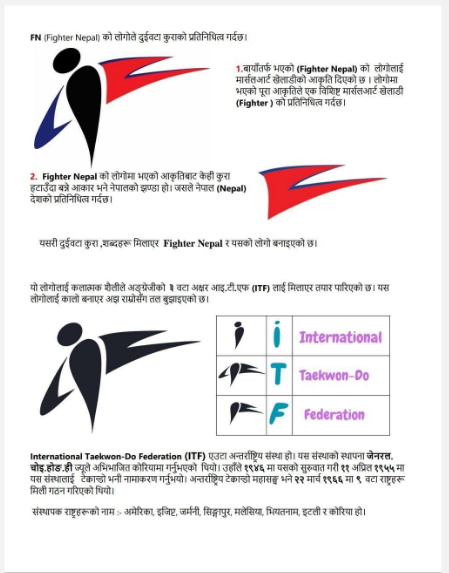 FN (Fighter Nepal) को लोगोले दुईवटा कुराको प्रतिनिधित्व गर्दछ।
1.बायाँतर्फ भएको (Fighter Nepal) को लोगोलाई
मार्सलआर्ट खेलाडीको आकृति दिएको छ । लोगोमा
भएको पूरा आकृतिले एक विशिष्ट मार्सलआर्ट खेलाडी
(Fighter ) को प्रतिनिधित्व गर्दछ।
2. Fighter Nepal को लोगोमा भएको आकृतिबाट केही कुरा
हटाउँदा बन्ने आकार भने नेपालको झण्डा हो। जसले नेपाल (Nepal)
देशको प्रतिनिधित्व गर्दछ।
यसरी दुईवटा कुरा ,शब्दहरू मिलाएर Fighter Nepal र यसको लोगो बनाइएको छ।
यो लोगोलाई कलात्मक शैलीले अङ्ग्रेजीको ३ वटा अक्षर आइ.टी.एफ (ITF) लाई मिलाएर तयार पारिएको छ। यस
लोगोलाई कालो बनाएर अझ राम्रोसँग तल बुझाइएको छ।
i International
T Taekwon-Do
F Federation
International Taekwon-Do Federation (ITF) एउटा अन्तर्राष्ट्रिय संस्था हो। यस संस्थाको स्थापना जेनरल.
चोइ.होङ.ही ज्यूले अभिभाजित कोरियामा गर्नुभएको थियो। उहाँले १९४६ मा यसको सुरुवात गरी ११ अप्रिल १९५५ मा
यस संस्थालाई टेकान्डो भनी नामाकरण गर्नुभयो। अन्तर्राष्ट्रिय टेकान्डो महासङ्घ भने २२ मार्च १९६६ मा ९ वटा राष्ट्रहरू
मिली गठन गरिएको थियो।
संस्थापक राष्ट्रहरूको नाम :- अमेरिका, इजिप्ट, जर्मनी, सिङ्गापुर, मलेसिया, भियतनाम, इटली र कोरिया हो।